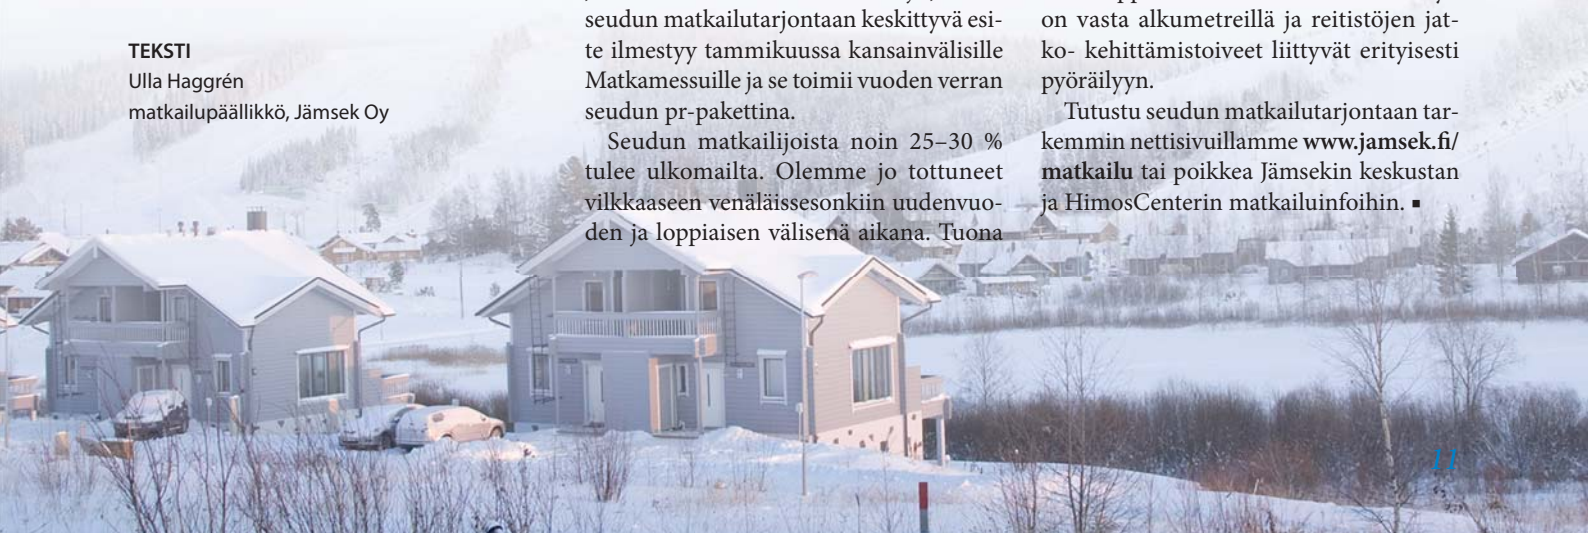 TEKSTI
Ulla Haggrén
matkailupäällikkö, Jämsek Oy
seudun matkailutarjontaan keskittyvä esi-
te ilmestyy tammikuussa kansainvälisille
Matkamessuille ja se toimii vuoden verran
seudun pr-pakettina.
Seudun matkailijoista noin 25–30 %
tulee ulkomailta. Olemme jo tottuneet
vilkkaaseen venäläissesonkiin uudenvuo-
den ja loppiaisen välisenä aikana. Tuona
on vasta alkumetreillä ja reitistöjen jat-
ko- kehittämistoiveet liittyvät erityisesti
pyöräilyyn.
Tutustu seudun matkailutarjontaan tar-
kemmin nettisivuillamme www.jamsek.fi/
matkailu tai poikkea Jämsekin keskustan
ja HimosCenterin matkailuinfoihin. ▪
11